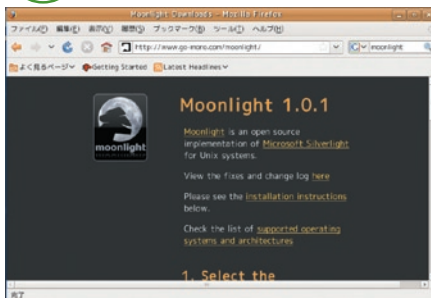 Moonlight Downloads - Mozilla Firefox
ファイル(F) 編集(E) 表示(V) 履歴(S) ブックマーク(B) ツール(T) ヘルプ(H)
http://www.go-mono.com/moonlight/
moonlight
よく見るページ Getting Started Latest Headlines
Moonlight 1.0.1
moonlight
Moonlight is an open source
implementation of Microsoft Silverlight
for Unix systems.
View the fixes and change log here
Please see the installation instructions
below.
Check the list of supported operating
systems and architectures
1. Select the
完了